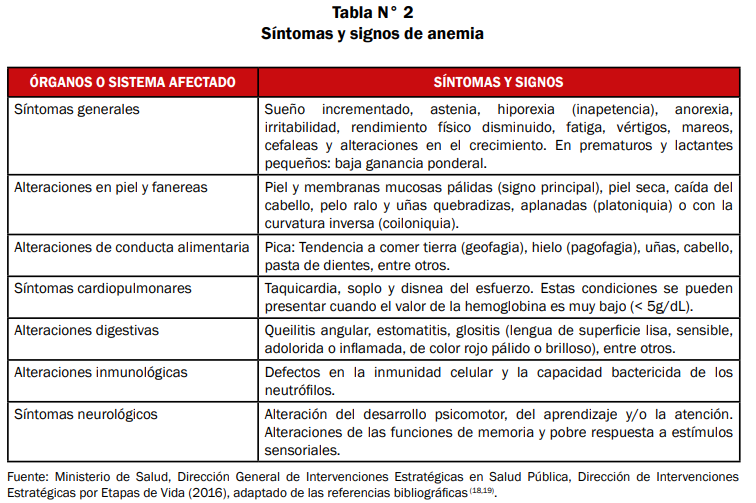 Tabla N° 2
Síntomas y signos de anemia
ÓRGANOS O SISTEMA AFECTADO
SÍNTOMAS Y SIGNOS
Síntomas generales
Sueño incrementado, astenia, hiporexia (inapetencia), anorexia,
irritabilidad, rendimiento físico disminuido, fatiga, vértigos, mareos,
cefaleas y alteraciones en el crecimiento. En prematuros y lactantes
pequeños: baja ganancia ponderal.
Alteraciones en piel y fanereas
Piel y membranas mucosas pálidas (signo principal), piel seca, caída del
cabello, pelo ralo y uñas quebradizas, aplanadas (platoniquia) o con la
curvatura inversa (coiloniquia).
Alteraciones de conducta alimentaria
Pica: Tendencia a comer tierra (geofagia), hielo (pagofagia), uñas, cabello,
pasta de dientes, entre otros.
Síntomas cardiopulmonares
Taquicardia, soplo y disnea del esfuerzo. Estas condiciones se pueden
presentar cuando el valor de la hemoglobina es muy bajo (< 5g/dL).
Alteraciones digestivas
Queilitis angular, estomatitis, glositis (lengua de superficie lisa, sensible,
adolorida o inflamada, de color rojo pálido o brilloso), entre otros.
Alteraciones inmunológicas
Defectos en la inmunidad celular y la capacidad bactericida de los
neutrófilos.
Síntomas neurológicos
Alteración del desarrollo psicomotor, del aprendizaje y/o la atención.
Alteraciones de las funciones de memoria y pobre respuesta a estímulos
sensoriales.
Fuente: Ministerio de Salud, Dirección General de Intervenciones Estratégicas en Salud Pública, Dirección de Intervenciones
Estratégicas por Etapas de Vida (2016), adaptado de las referencias bibliográficas (18,19).